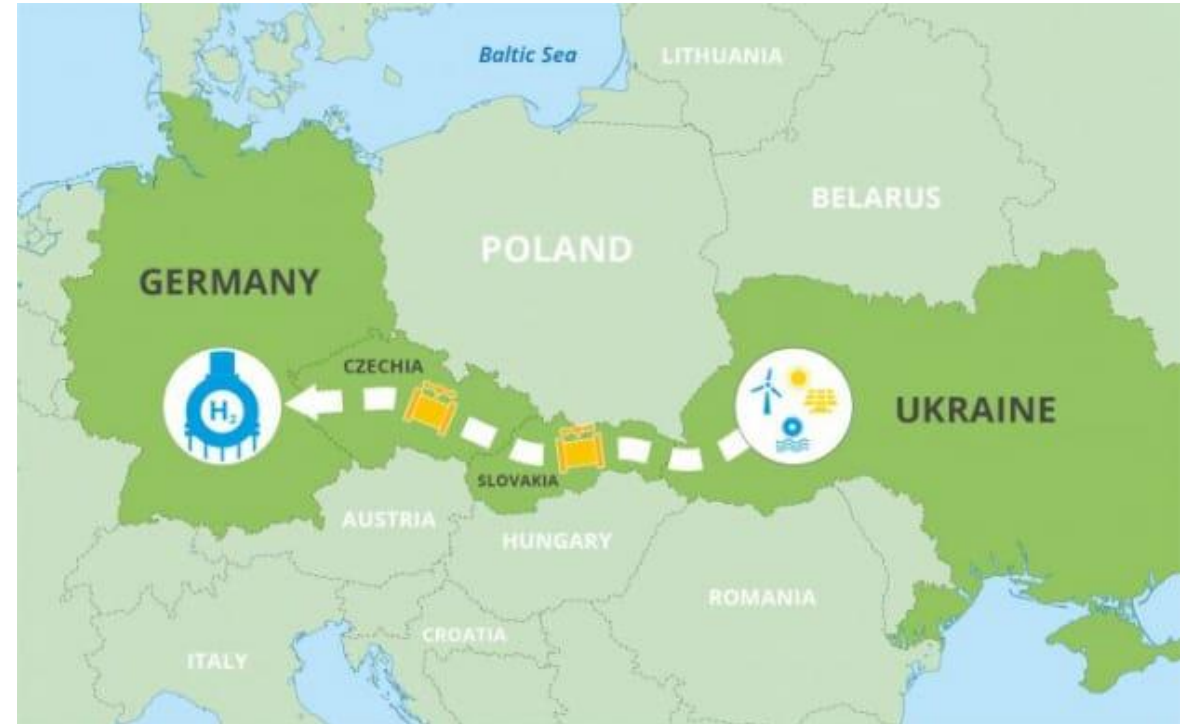 Baltic Sea
LITHUANIA
BELARUS
POLAND
GERMANY
CZECHIA
H₂
UKRAINE
SLOVAKIA
AUSTRIA
HUNGARY
ROMANIA
CROATIA
ITALY